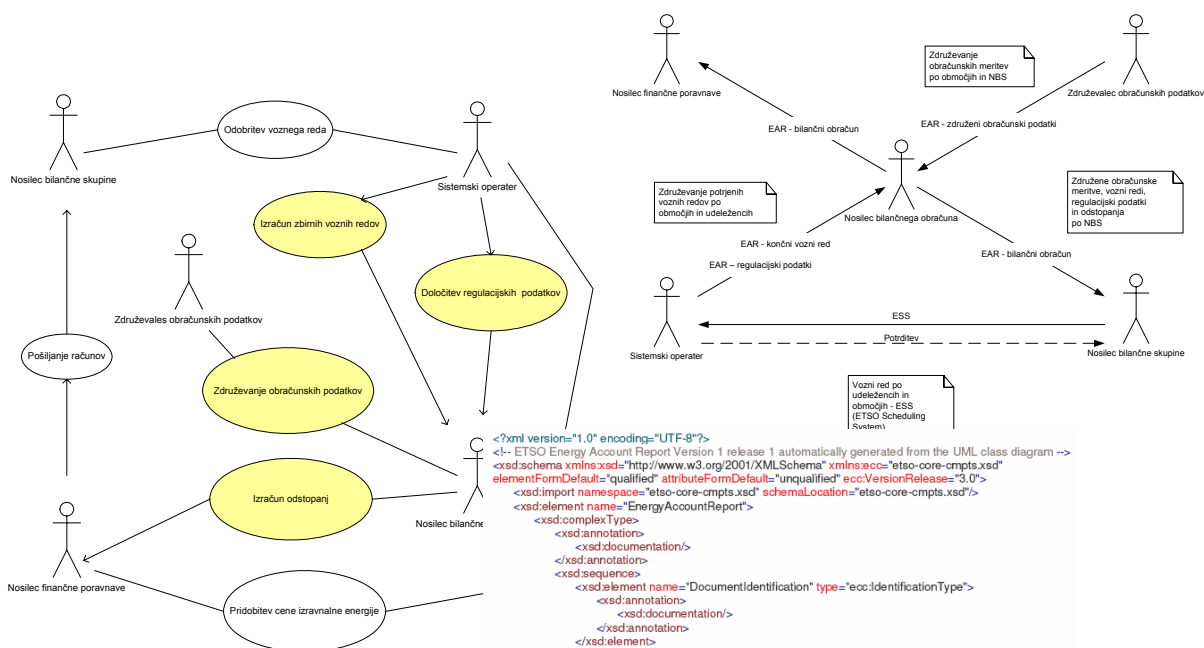 Nosilec bilančne skupine
Odobritev voznega reda
Sistemski operater
Izračun zbirnih voznih redov
Določitev regulacijskih podatkov
Združevales obračunskih podatkov
Pošiljanje računov
Združevanje obračunskih podatkov
Izračun odstopanj
Nosilec bilančne
Nosilec finančne poravnave
Pridobitev cene izravnalne energije
Nosilec finančne poravnave
Združevanje
obračunskih meritev
po območjih in NBS
Združevalec obračunskih podatkov
EAR - bilančni obračun
EAR - združeni obračunski podatki
Združevanje potrjenih
voznih redov po
območjih in udeležencih
Nosilec bilančnega obračuna
Združene obračunske
meritve, vozni redi,
regulacijski podatki
in odstopanja
po NBS
EAR - končni vozni red
EAR – regulacijski podatki
EAR - bilančni obračun
ESS
Potrditev
Sistemski operater
Nosilec bilančne skupine
Vozni red po
udeležencih in
območjih - ESS
(ETSO Scheduling
System)
<?xml version="1.0" encoding="UTF-8"?>
<!-- ETSO Energy Account Report Version 1 release 1 automatically generated from the UML class diagram -->
<xsd:schema xmlns:xsd="http://www.w3.org/2001/XMLSchema" xmlns:ecc="etso-core-cmpts.xsd"
elementFormDefault="qualified" attributeFormDefault="unqualified" ecc:VersionRelease="3.0">
<xsd:import namespace="etso-core-cmpts.xsd" schemaLocation="etso-core-cmpts.xsd"/>
<xsd:element name="EnergyAccountReport">
<xsd:complexType>
<xsd:annotation>
<xsd:documentation/>
</xsd:annotation>
<xsd:sequence>
<xsd:element name="DocumentIdentification" type="ecc:IdentificationType">
<xsd:annotation>
<xsd:documentation/>
</xsd:annotation>
</xsd:element>